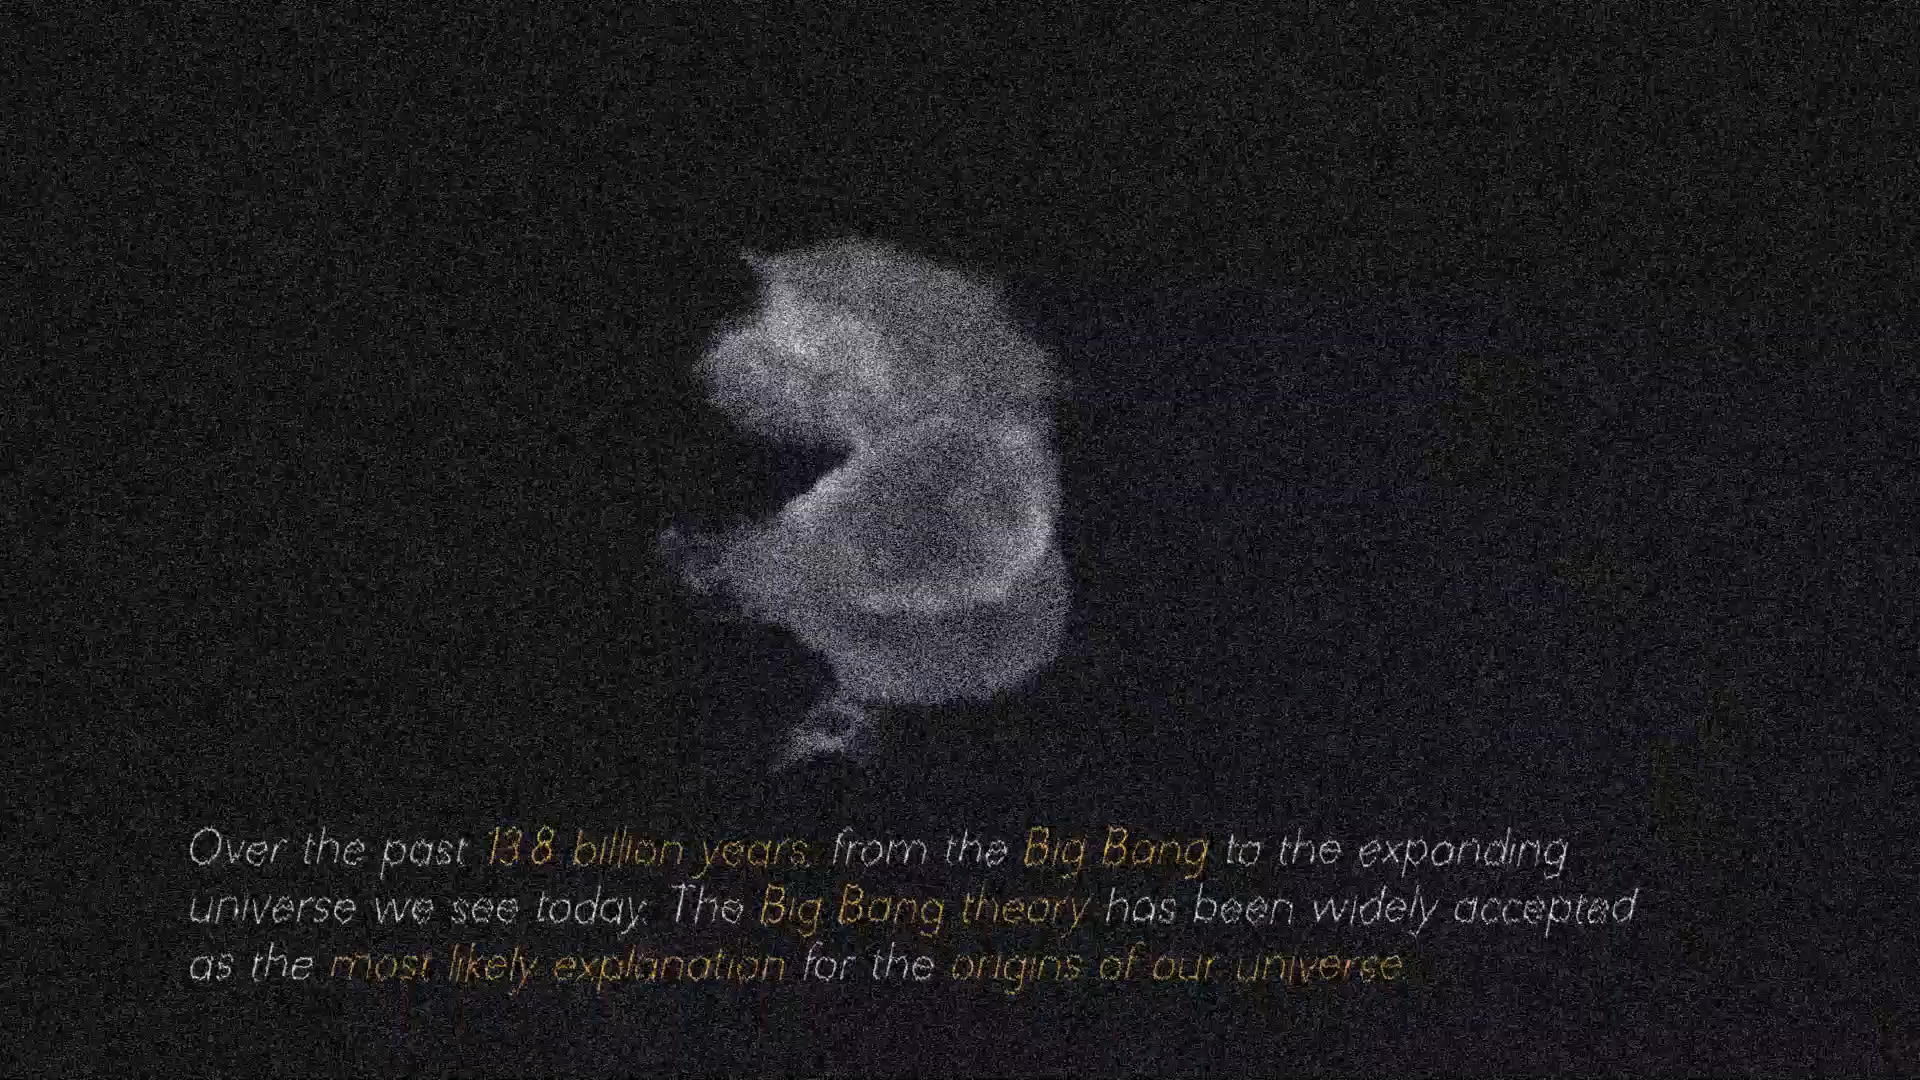 Over the past 13.8 billion years from the Big Bang to the expanding
universe we see today. The Big Bang theory has been widely accepted
as the most likely explanation for the origins of our universe